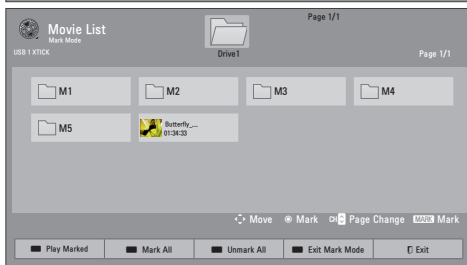 Page 1/1
Movie List
Mark Mode
USB 1 XTICK
Drive1
Page 1/1
M1
M2
M3
M4
M5
Butterfly_...
01:34:33
Move
Mark
Page Change
MARK Mark
Play Marked
Mark All
Unmark All
Exit Mark Mode
Exit